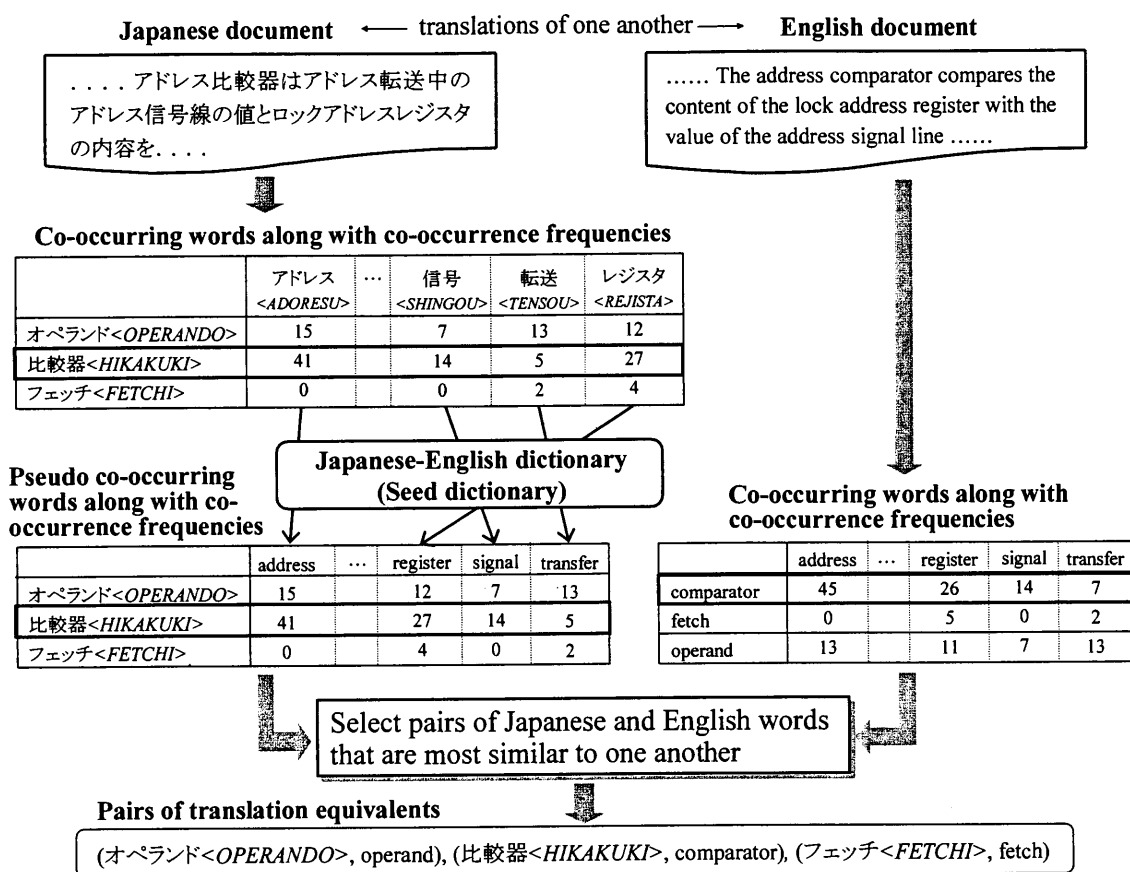 Japanese document ← translations of one another → English document
. . . . アドレス比較器はアドレス転送中の
アドレス信号線の値とロックアドレスレジスタ
の内容を. . . .
...... The address comparator compares the
content of the lock address register with the
value of the address signal line ......
Co-occurring words along with co-occurrence frequencies
アドレス … 信号 転送 レジスタ
<ADORESU> <SHINGOU> <TENSOU> <REJISTA>
オペランド<OPERANDO> 15 7 13 12
比較器<HIKAKUKI> 41 14 5 27
フェッチ<FETCHI> 0 0 2 4
Japanese-English dictionary
(Seed dictionary)
Pseudo co-occurring
words along with co-
occurrence frequencies
address … register signal transfer
オペランド<OPERANDO> 15 12 7 13
比較器<HIKAKUKI> 41 27 14 5
フェッチ<FETCHI> 0 4 0 2
Co-occurring words along with
co-occurrence frequencies
address … register signal transfer
comparator 45 26 14 7
fetch 0 5 0 2
operand 13 11 7 13
Select pairs of Japanese and English words
that are most similar to one another
Pairs of translation equivalents
(オペランド<OPERANDO>, operand), (比較器<HIKAKUKI>, comparator), (フェッチ<FETCHI>, fetch)